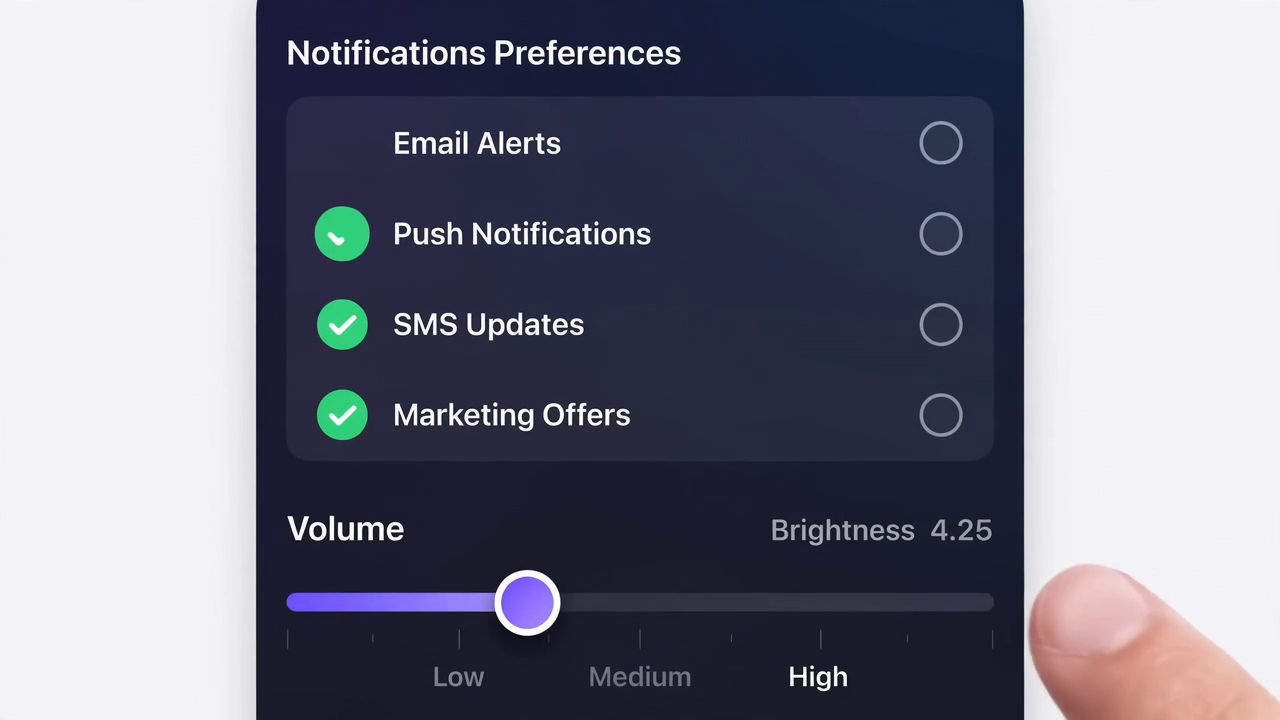 Notifications Preferences
Email Alerts
Push Notifications
SMS Updates
Marketing Offers
Volume Brightness 4.25
Low Medium High